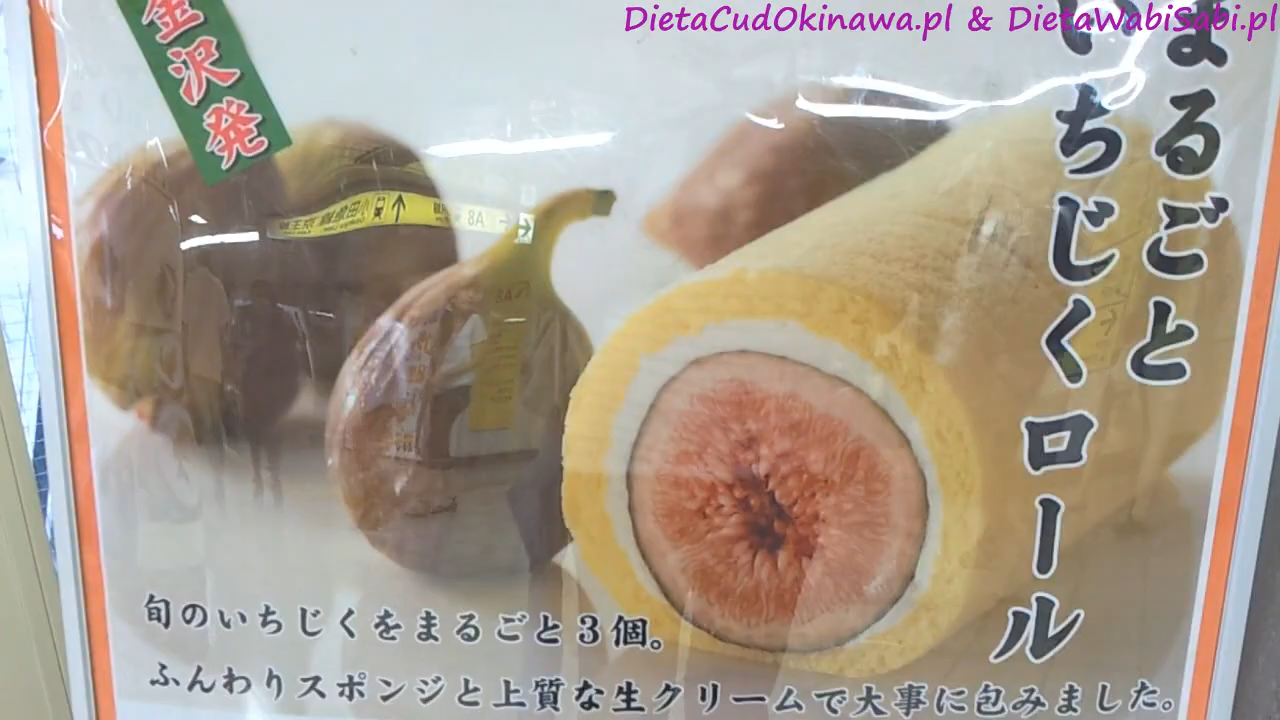 DietaCudOkinawa.pl & DietaWabiSabi.pl
金沢発
まるごと
いちじくロール
旬のいちじくをまるごと3個。
ふんわりスポンジと上質な生クリームで大事に包みました。